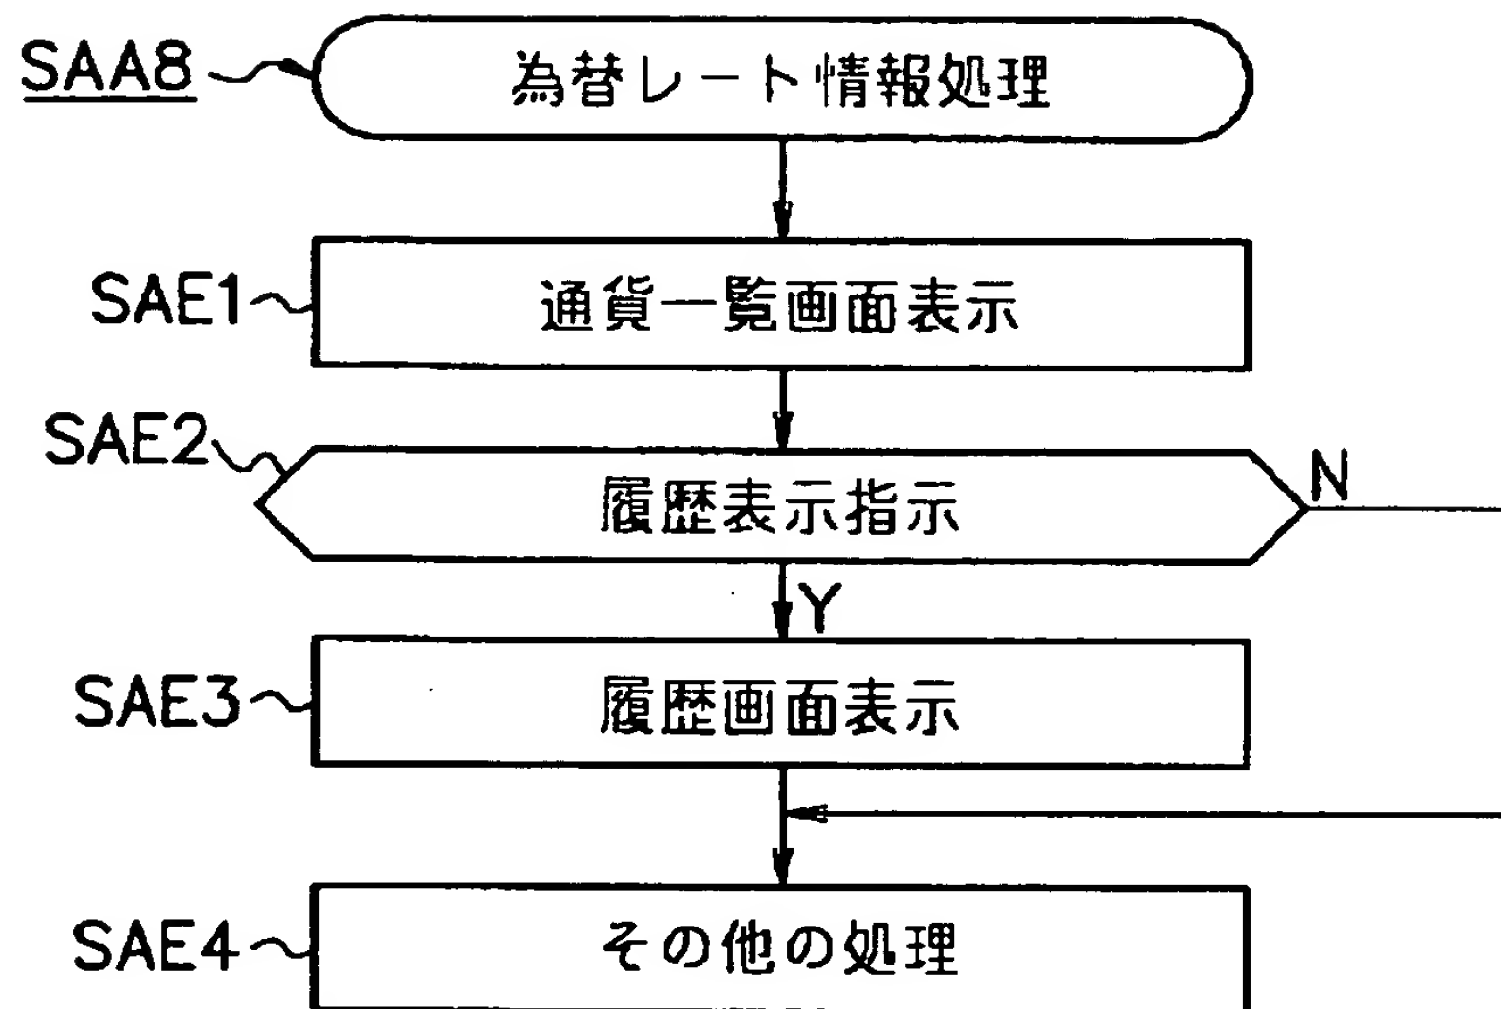 SAA8 為替レート情報処理
SAE1 通貨一覧画面表示
SAE2 履歴表示指示 N
Y
SAE3 履歴画面表示
SAE4 その他の処理